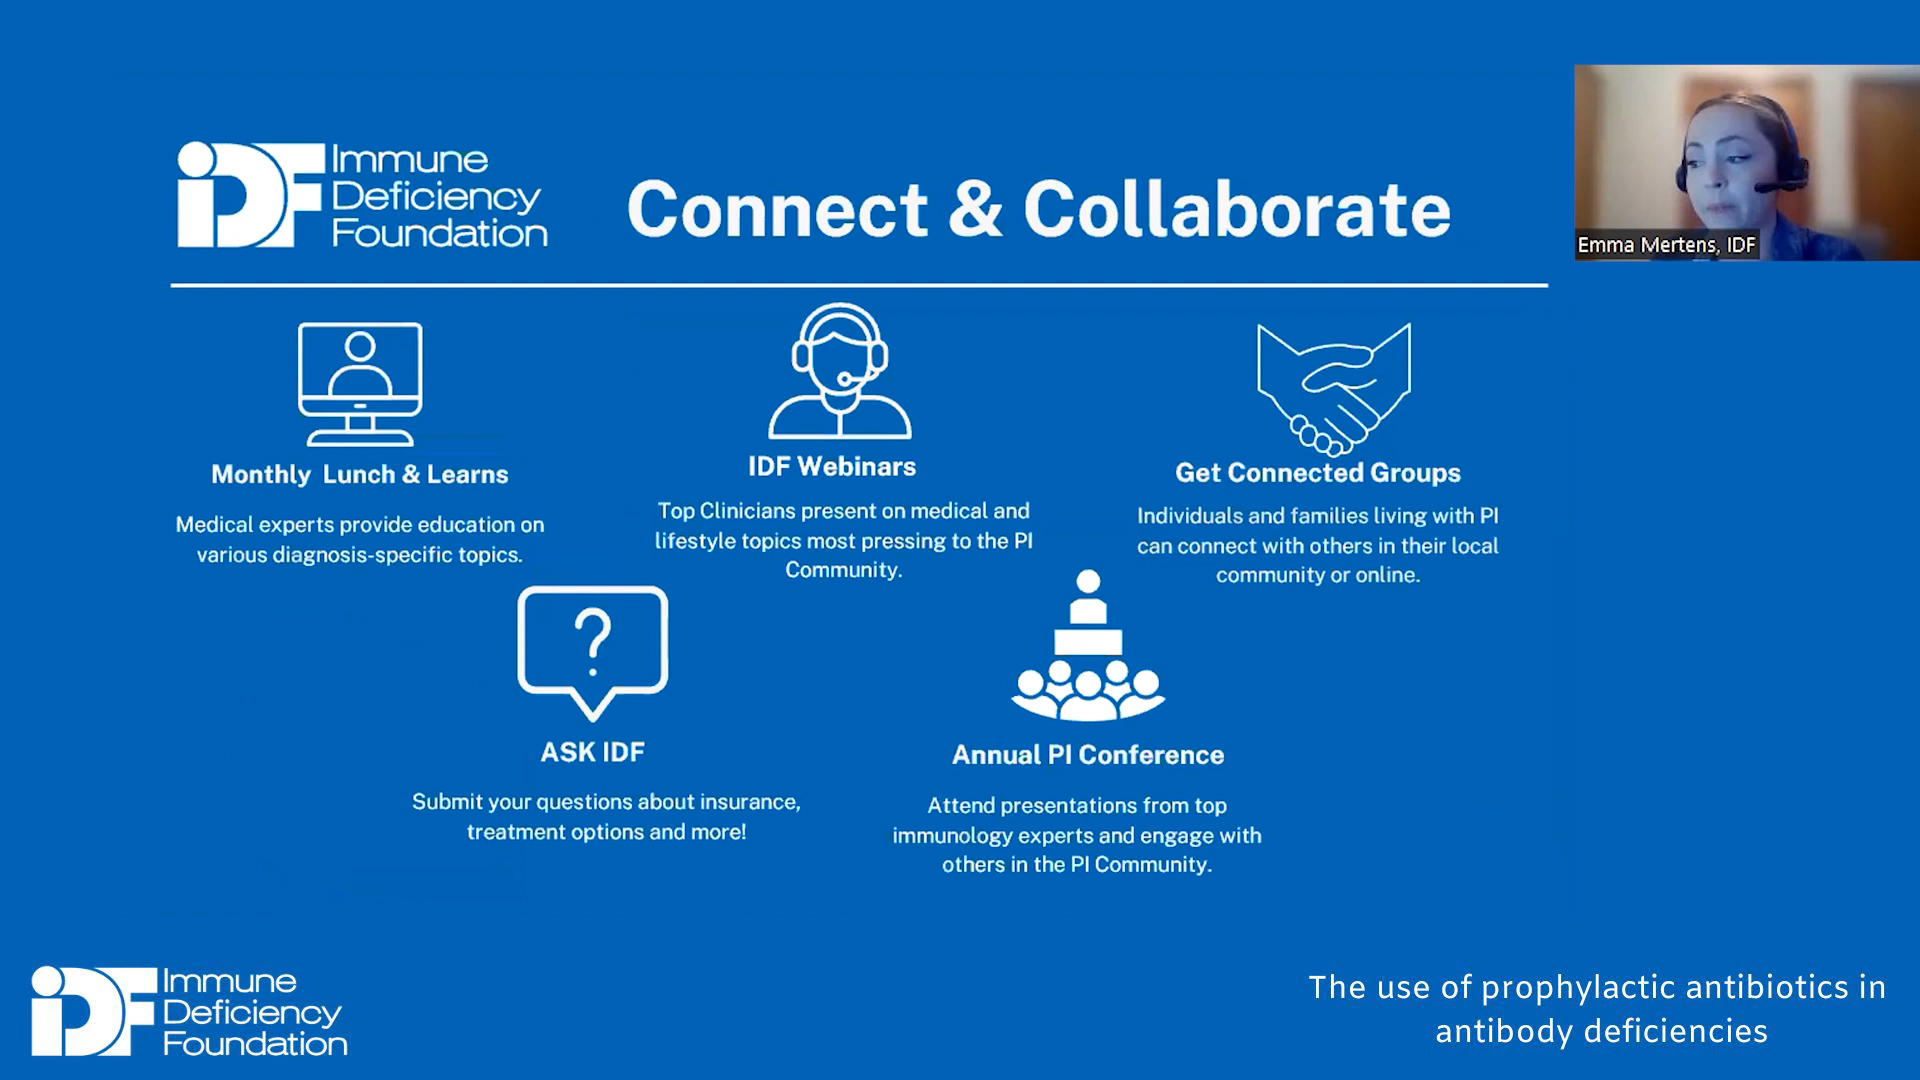 Immune
Deficiency
Foundation
Connect & Collaborate
Emma Mertens, IDF
Monthly Lunch & Learns
Medical experts provide education on
various diagnosis-specific topics.
IDF Webinars
Top Clinicians present on medical and
lifestyle topics most pressing to the PI
Community.
Get Connected Groups
Individuals and families living with PI
can connect with others in their local
community or online.
?
ASK IDF
Submit your questions about insurance,
treatment options and more!
Annual PI Conference
Attend presentations from top
immunology experts and engage with
others in the PI Community.
iDF
Immune
Deficiency
Foundation
The use of prophylactic antibiotics in
antibody deficiencies